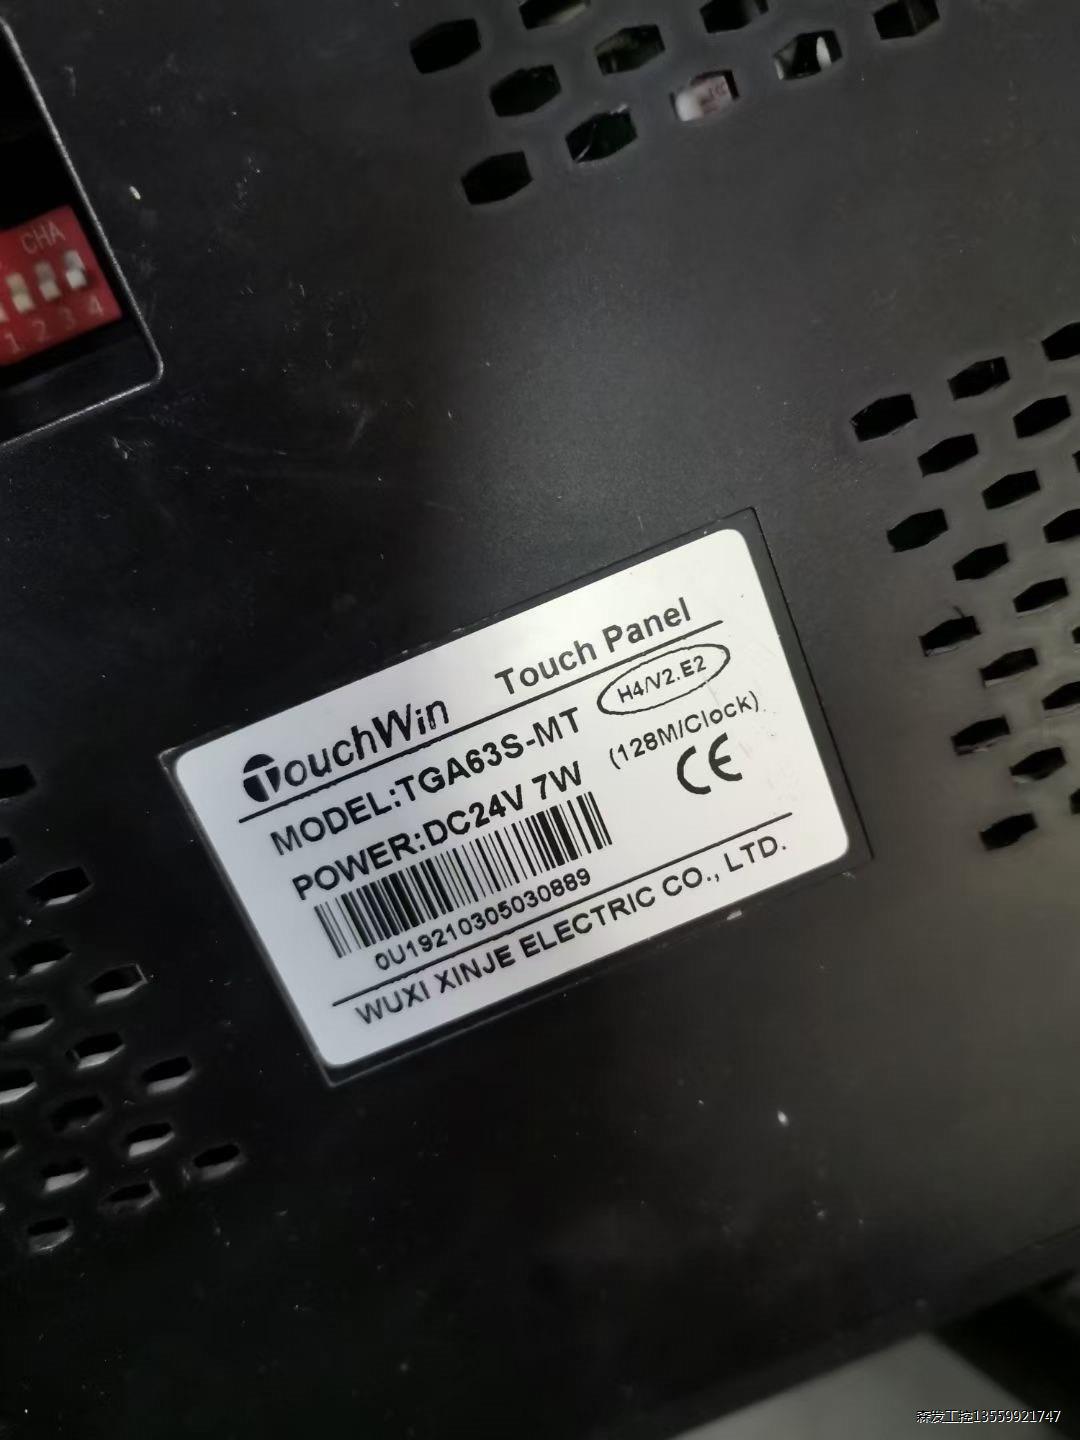 CHA
1 2 3 4
TouchWin Touch Panel
MODEL:TGA63S-MT H4/V2.E2
POWER:DC24V 7W (128M/Clock)
CE
0U19210305030889
WUXI XINJE ELECTRIC CO., LTD.
森发工控13559921747